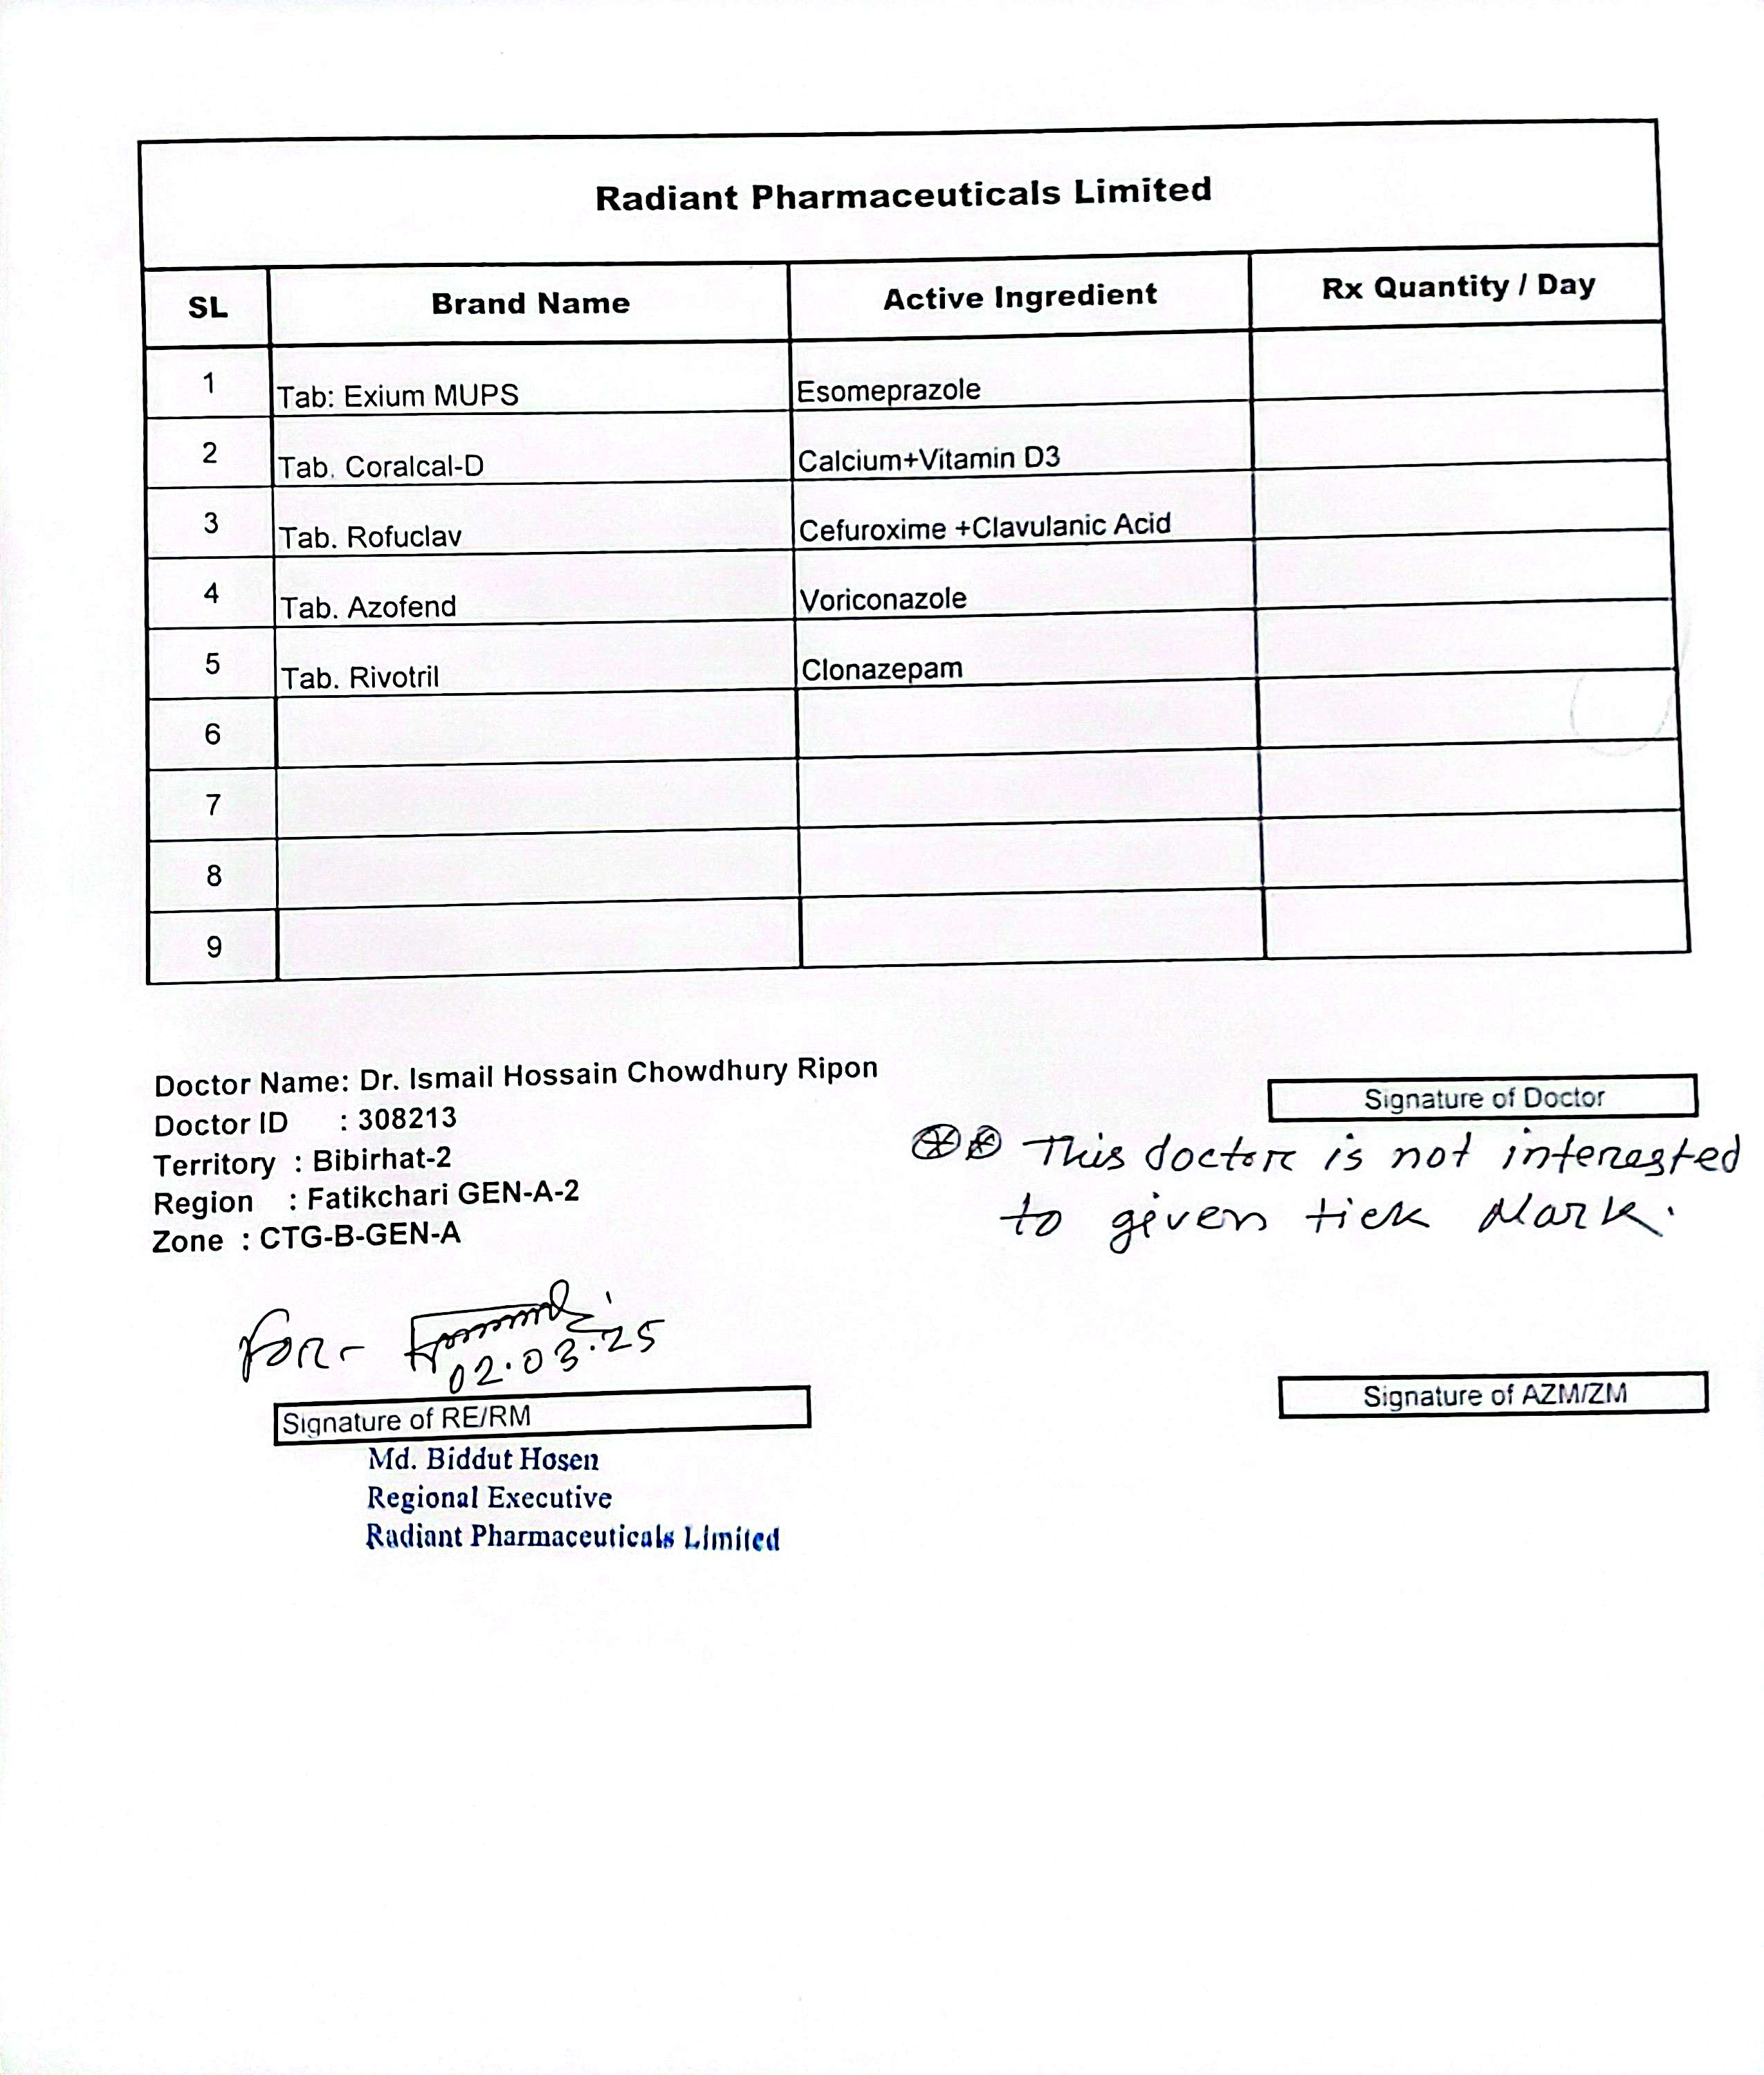 Radiant Pharmaceuticals Limited
SL Brand Name Active Ingredient Rx Quantity / Day
1 Tab: Exium MUPS Esomeprazole
2 Tab. Coralcal-D Calcium+Vitamin D3
3 Tab. Rofuclav Cefuroxime +Clavulanic Acid
4 Tab. Azofend Voriconazole
5 Tab. Rivotril Clonazepam
6
7
8
9
Doctor Name: Dr. Ismail Hossain Chowdhury Ripon
Doctor ID : 308213
Territory : Bibirhat-2
Region : Fatikchari GEN-A-2
Zone : CTG-B-GEN-A
Signature of Doctor
This doctor is not interested
to given tick Mark.
For-
02.03.25
Signature of RE/RM
Md. Biddut Hosen
Regional Executive
Radiant Pharmaceuticals Limited
Signature of AZM/ZM